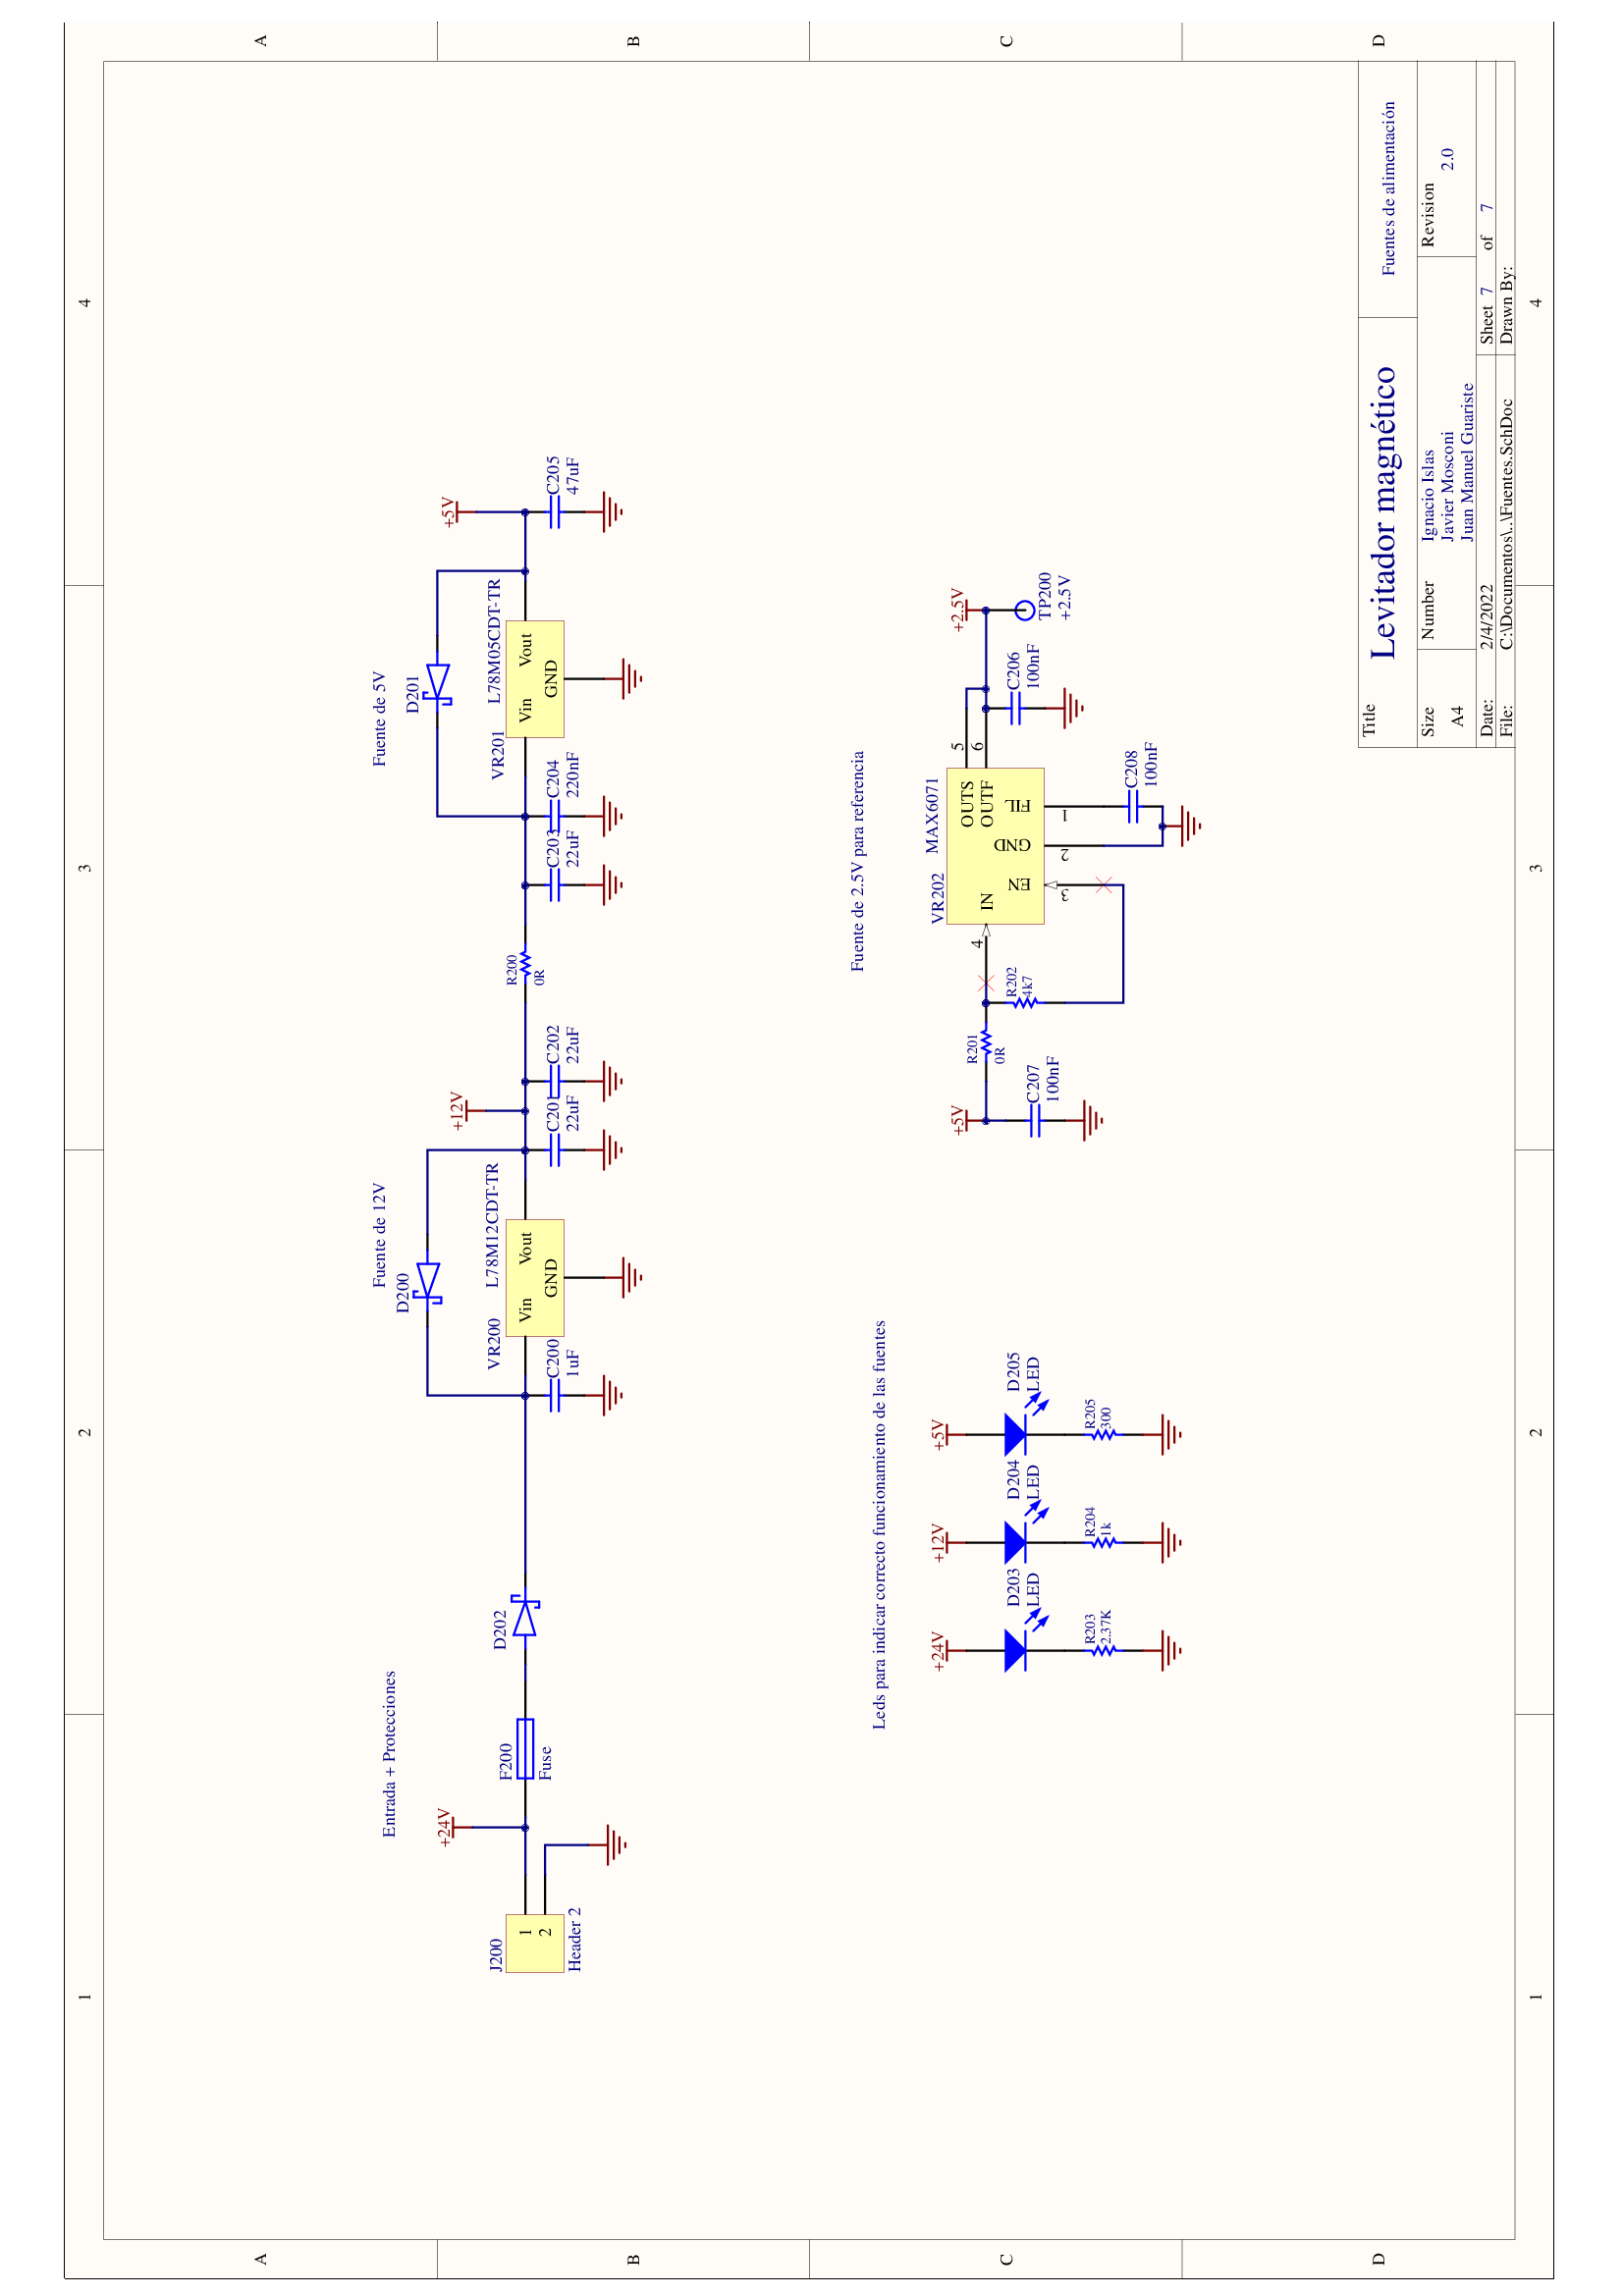 1
2
3
4
A
A
B
B
C
C
D
D
Entrada + Protecciones
+24V
J200
1
2
Header 2
F200
Fuse
D202
Fuente de 12V
D200
VR200
L78M12CDT-TR
Vin
Vout
GND
C200
1uF
+12V
C201
22uF
C202
22uF
R200
0R
Fuente de 5V
D201
VR201
L78M05CDT-TR
Vin
Vout
GND
C203
22uF
C204
220nF
+5V
C205
47uF
Leds para indicar correcto funcionamiento de las fuentes
+24V
D203
LED
R203
2.37K
+12V
D204
LED
R204
1k
+5V
D205
LED
R205
300
Fuente de 2.5V para referencia
+5V
C207
100nF
R201
0R
R202
4k7
VR202
MAX6071
4
IN
OUTS
5
OUTF
6
EN
3
GND
2
FIL
1
C208
100nF
C206
100nF
+2.5V
TP200
+2.5V
Title
Levitador magnético
Fuentes de alimentación
Size
A4
Number
Ignacio Islas
Javier Mosconi
Juan Manuel Guariste
Revision
2.0
Date: 2/4/2022
Sheet 7 of 7
File: C:\Documentos\..\Fuentes.SchDoc
Drawn By:
1
2
3
4